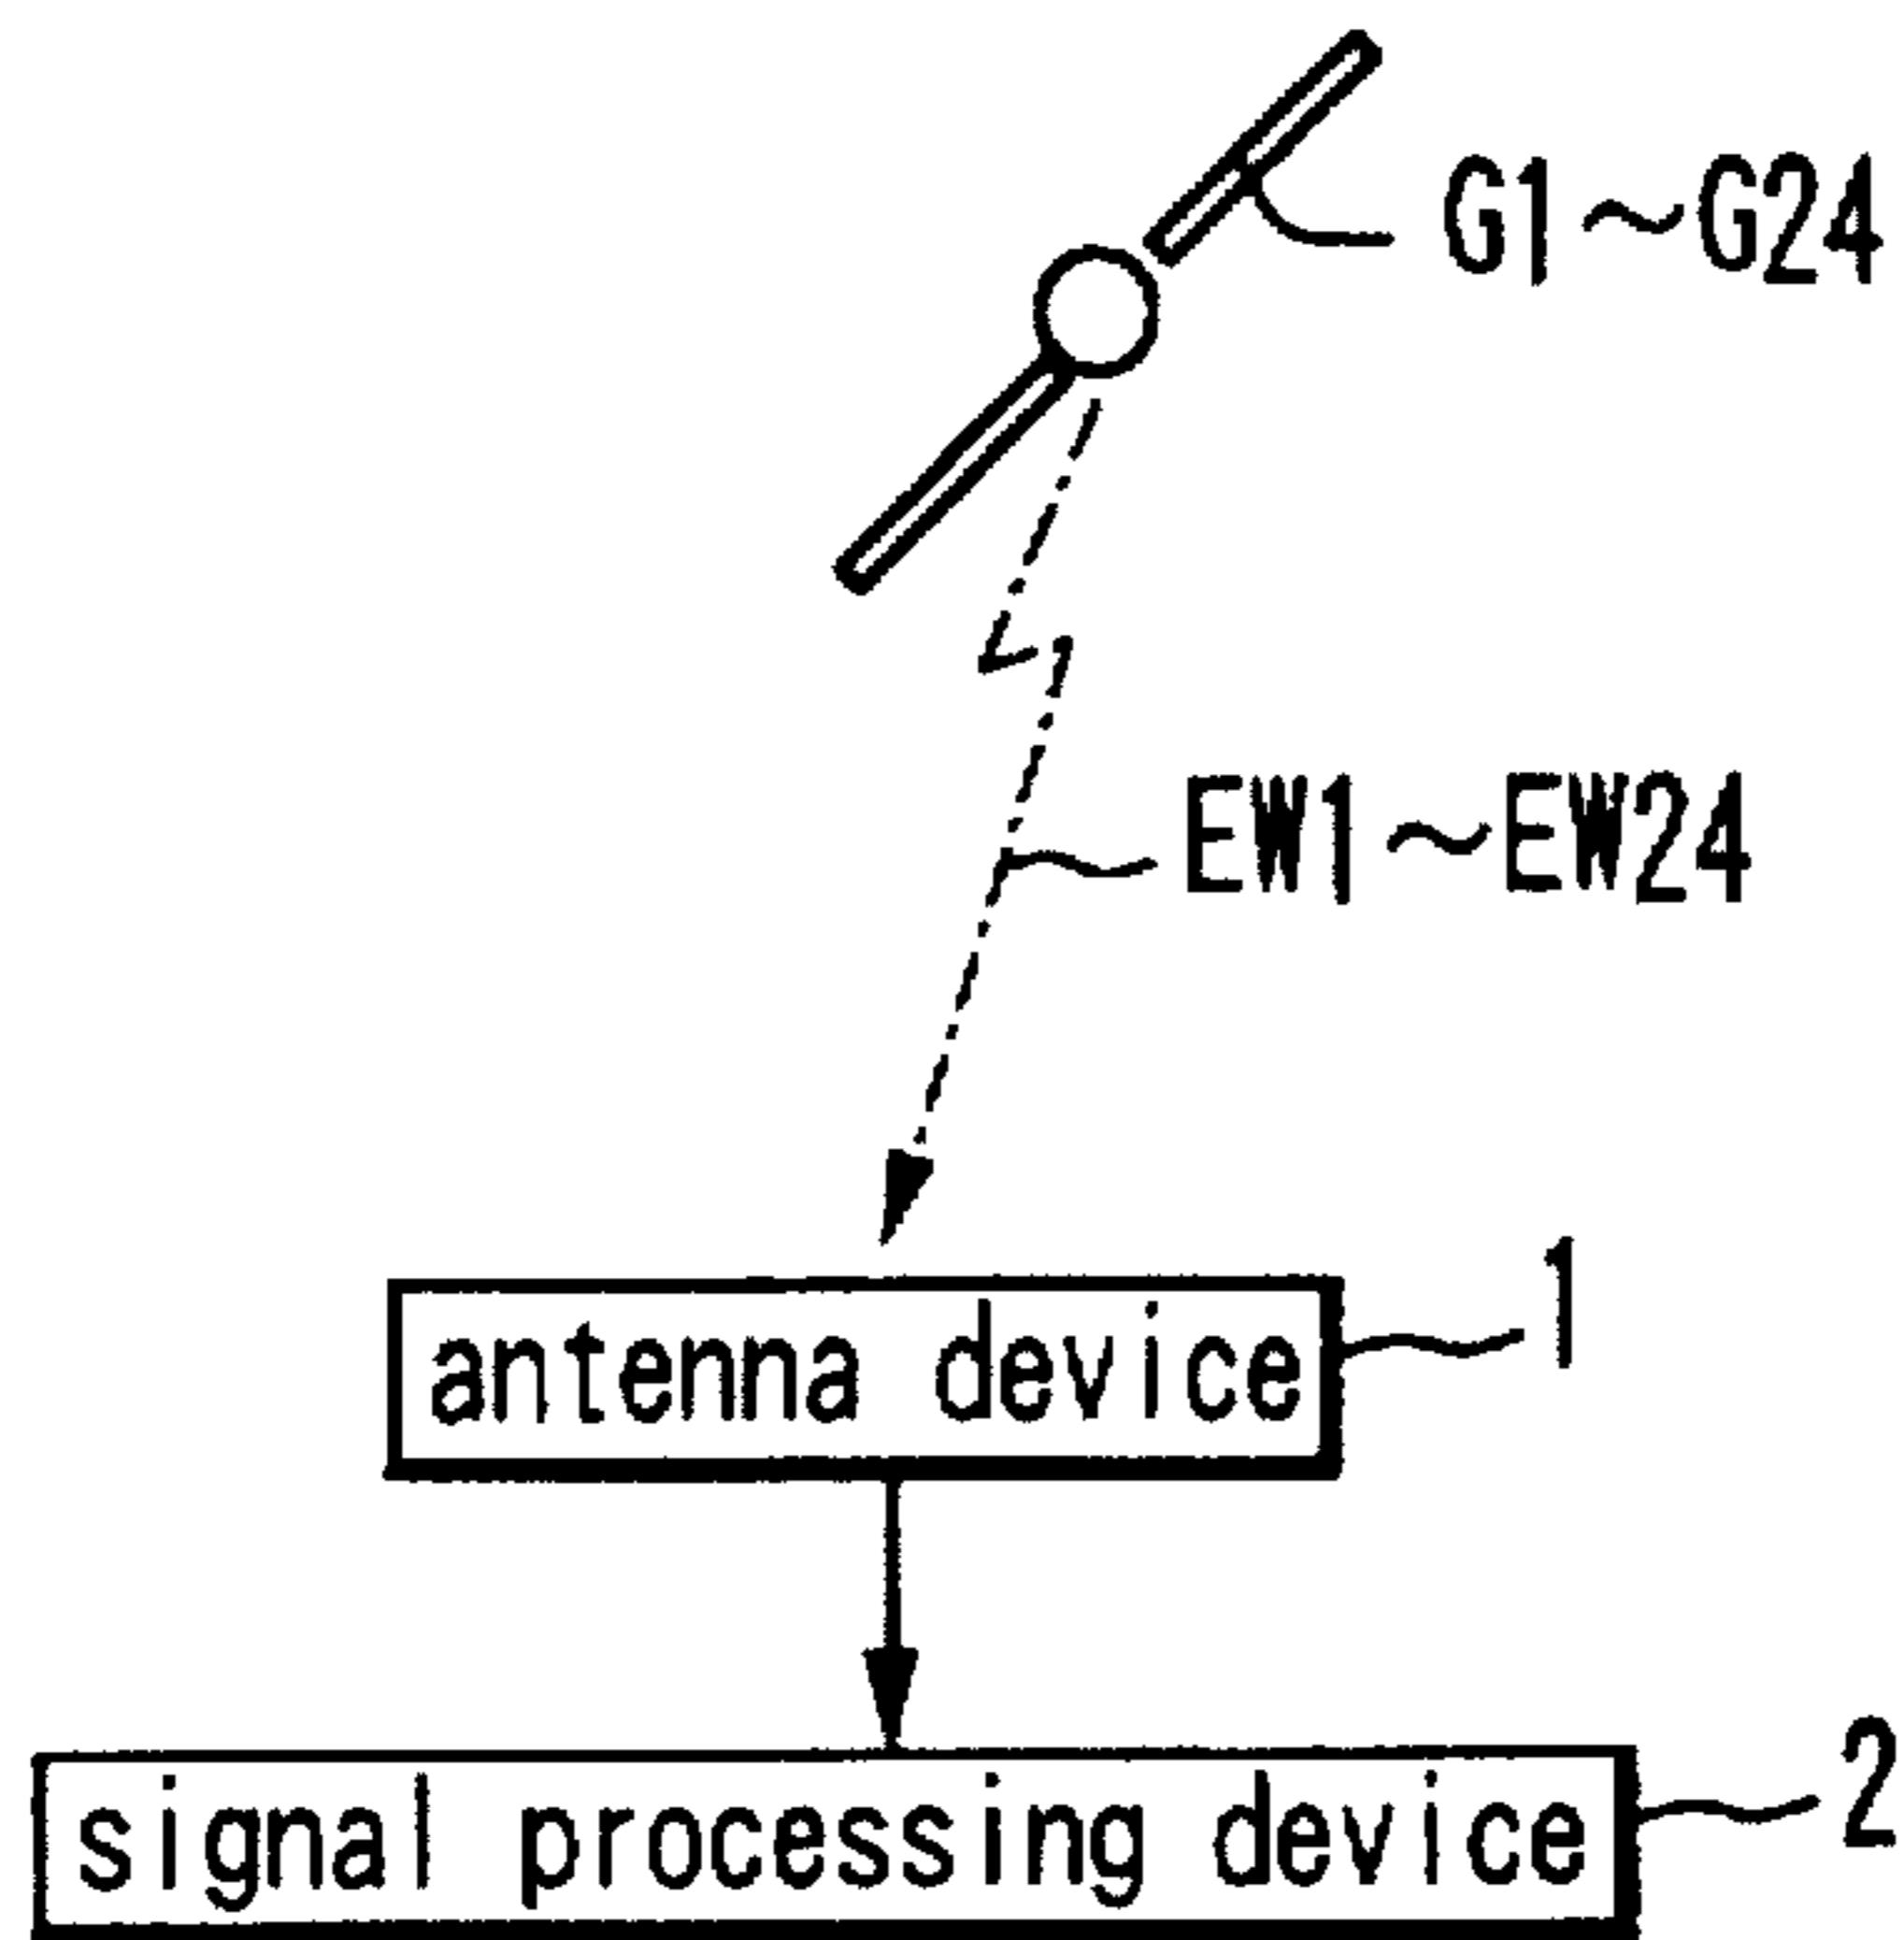 G1~G24
EW1~EW24
antenna device
1
signal processing device
2